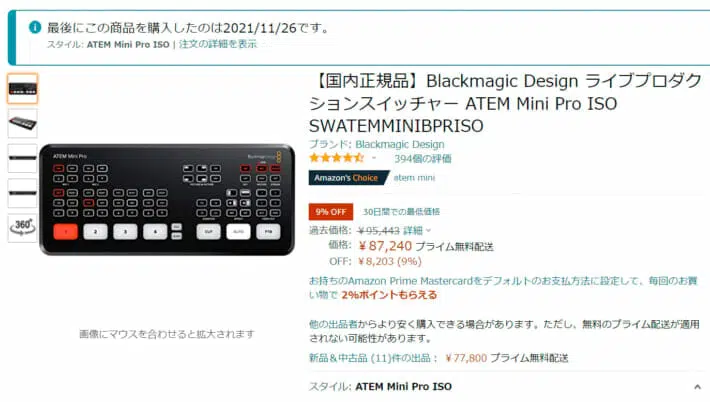 最後にこの商品を購入したのは2021/11/26です。
スタイル: ATEM Mini Pro ISO | 注文の詳細を表示
【国内正規品】Blackmagic Design ライブプロダク
ションスイッチャー ATEM Mini Pro ISO
SWATEMMINIBPRISO
ブランド: Blackmagic Design
394個の評価
Amazon's Choice atem mini
9% OFF 30日間での最低価格
過去価格: ￥95,443 詳細
価格: ￥87,240 プライム無料配送
OFF: ￥8,203 (9%)
お持ちのAmazon Prime Mastercardをデフォルトのお支払方法に設定して、毎回のお買
い物で 2%ポイントもらえる
他の出品者からより安く購入できる場合があります。ただし、無料のプライム配送が適用
されない可能性があります。
新品＆中古品 (11)件の出品： ￥77,800 プライム無料配送
スタイル: ATEM Mini Pro ISO
ATEM Mini Pro
Blackmagicdesign
1 2 3 4 CUT AUTO FTB
360°
画像にマウスを合わせると拡大されます